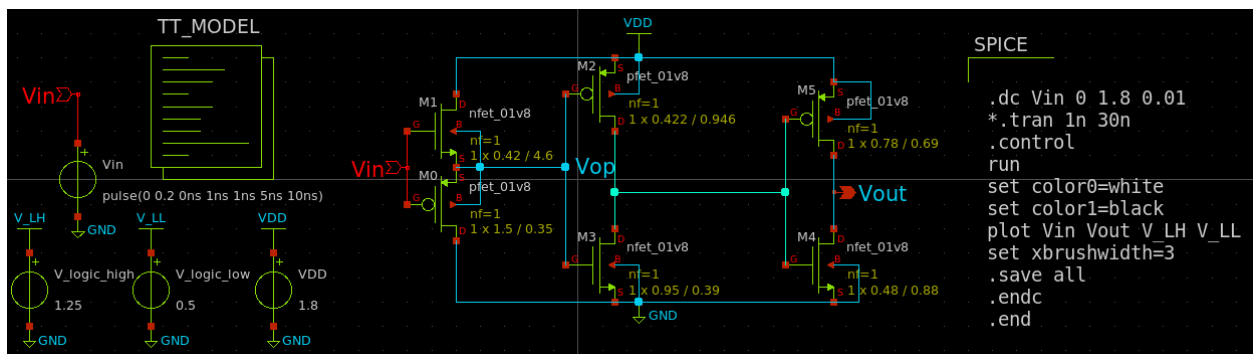 TT_MODEL
Vin
Vin
pulse(0 0.2 0ns 1ns 1ns 5ns 10ns)
GND
V_LH
V_logic_high
1.25
GND
V_LL
V_logic_low
0.5
GND
VDD
VDD
1.8
GND
Vin
M1
G
D
B
S
nfet_01v8
nf=1
1 x 0.42 / 4.6
M0
G
S
B
D
pfet_01v8
nf=1
1 x 1.5 / 0.35
Vop
VDD
M2
G
S
B
D
pfet_01v8
nf=1
1 x 0.422 / 0.946
M3
G
D
B
S
nfet_01v8
nf=1
1 x 0.95 / 0.39
GND
M5
G
S
B
D
pfet_01v8
nf=1
1 x 0.78 / 0.69
Vout
M4
G
D
B
S
nfet_01v8
nf=1
1 x 0.48 / 0.88
SPICE
.dc Vin 0 1.8 0.01
*.tran 1n 30n
.control
run
set color0=white
set color1=black
plot Vin Vout V_LH V_LL
set xbrushwidth=3
.save all
.endc
.end